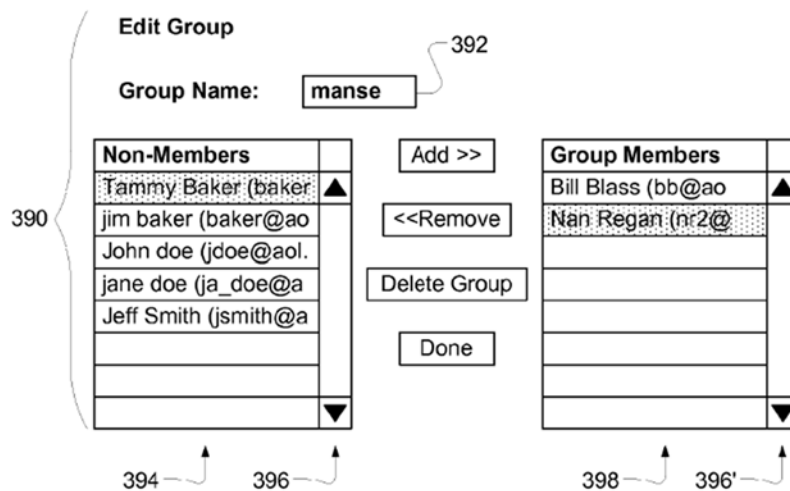 Edit Group
392
Group Name: manse
Non-Members
Tammy Baker (baker
jim baker (baker@ao
John doe (jdoe@aol.
jane doe (ja_doe@a
Jeff Smith (jsmith@a
Add >>
<<Remove
Delete Group
Done
Group Members
Bill Blass (bb@ao
Nan Regan (nr2@
390
394 396 398 396'